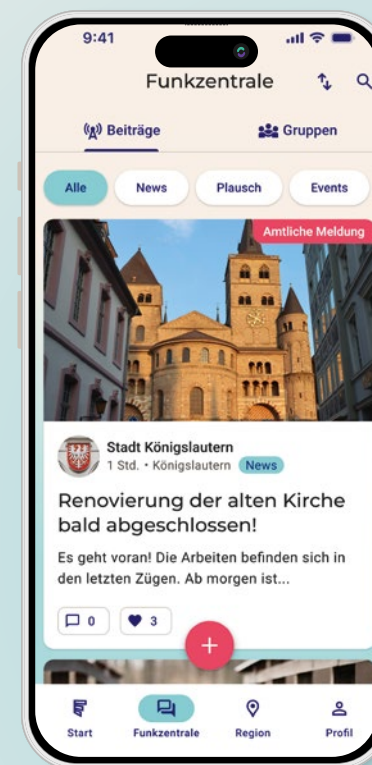 9:41
Funkzentrale
Beiträge
Gruppen
Alle
News
Plausch
Events
Amtliche Meldung
Stadt Königslautern
1 Std. • Königslautern News
Renovierung der alten Kirche
bald abgeschlossen!
Es geht voran! Die Arbeiten befinden sich in
den letzten Zügen. Ab morgen ist...
0
3
+
Start
Funkzentrale
Region
Profil